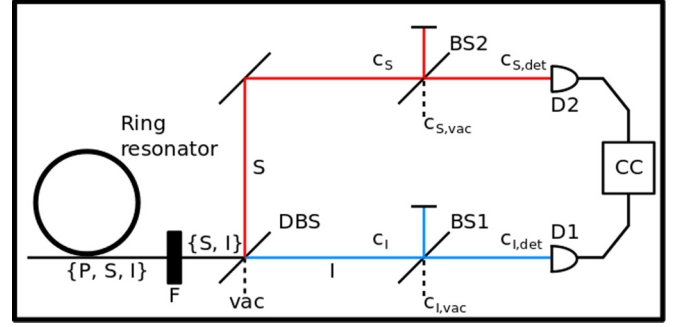 BS2
c_S
c_S,det
D2
c_S,vac
Ring
resonator
CC
S
DBS
{S, I}
BS1
D1
c_I
c_I,det
{P, S, I}
F
I
vac
c_I,vac